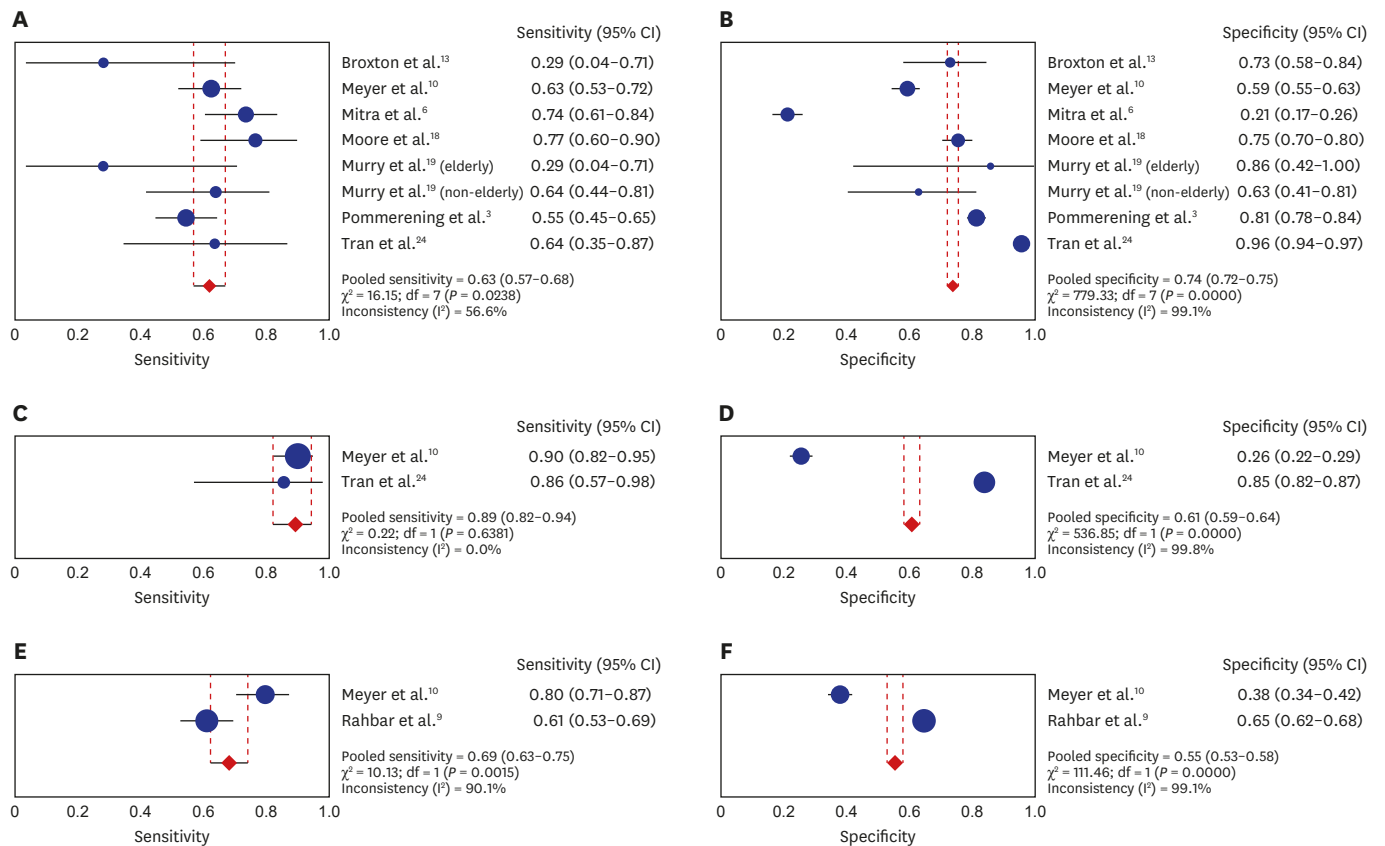 A
Sensitivity (95% CI)
Broxton et al.¹³ 0.29 (0.04–0.71)
Meyer et al.¹⁰ 0.63 (0.53–0.72)
Mitra et al.⁶ 0.74 (0.61–0.84)
Moore et al.¹⁸ 0.77 (0.60–0.90)
Murry et al.¹⁹ (elderly) 0.29 (0.04–0.71)
Murry et al.¹⁹ (non-elderly) 0.64 (0.44–0.81)
Pommerening et al.³ 0.55 (0.45–0.65)
Tran et al.²⁴ 0.64 (0.35–0.87)
Pooled sensitivity = 0.63 (0.57–0.68)
χ² = 16.15; df = 7 (P = 0.0238)
Inconsistency (I²) = 56.6%
0 0.2 0.4 0.6 0.8 1.0
Sensitivity
B
Specificity (95% CI)
Broxton et al.¹³ 0.73 (0.58–0.84)
Meyer et al.¹⁰ 0.59 (0.55–0.63)
Mitra et al.⁶ 0.21 (0.17–0.26)
Moore et al.¹⁸ 0.75 (0.70–0.80)
Murry et al.¹⁹ (elderly) 0.86 (0.42–1.00)
Murry et al.¹⁹ (non-elderly) 0.63 (0.41–0.81)
Pommerening et al.³ 0.81 (0.78–0.84)
Tran et al.²⁴ 0.96 (0.94–0.97)
Pooled specificity = 0.74 (0.72–0.75)
χ² = 779.33; df = 7 (P = 0.0000)
Inconsistency (I²) = 99.1%
0 0.2 0.4 0.6 0.8 1.0
Specificity
C
Sensitivity (95% CI)
Meyer et al.¹⁰ 0.90 (0.82–0.95)
Tran et al.²⁴ 0.86 (0.57–0.98)
Pooled sensitivity = 0.89 (0.82–0.94)
χ² = 0.22; df = 1 (P = 0.6381)
Inconsistency (I²) = 0.0%
0 0.2 0.4 0.6 0.8 1.0
Sensitivity
D
Specificity (95% CI)
Meyer et al.¹⁰ 0.26 (0.22–0.29)
Tran et al.²⁴ 0.85 (0.82–0.87)
Pooled specificity = 0.61 (0.59–0.64)
χ² = 536.85; df = 1 (P = 0.0000)
Inconsistency (I²) = 99.8%
0 0.2 0.4 0.6 0.8 1.0
Specificity
E
Sensitivity (95% CI)
Meyer et al.¹⁰ 0.80 (0.71–0.87)
Rahbar et al.⁹ 0.61 (0.53–0.69)
Pooled sensitivity = 0.69 (0.63–0.75)
χ² = 10.13; df = 1 (P = 0.0015)
Inconsistency (I²) = 90.1%
0 0.2 0.4 0.6 0.8 1.0
Sensitivity
F
Specificity (95% CI)
Meyer et al.¹⁰ 0.38 (0.34–0.42)
Rahbar et al.⁹ 0.65 (0.62–0.68)
Pooled specificity = 0.55 (0.53–0.58)
χ² = 111.46; df = 1 (P = 0.0000)
Inconsistency (I²) = 99.1%
0 0.2 0.4 0.6 0.8 1.0
Specificity